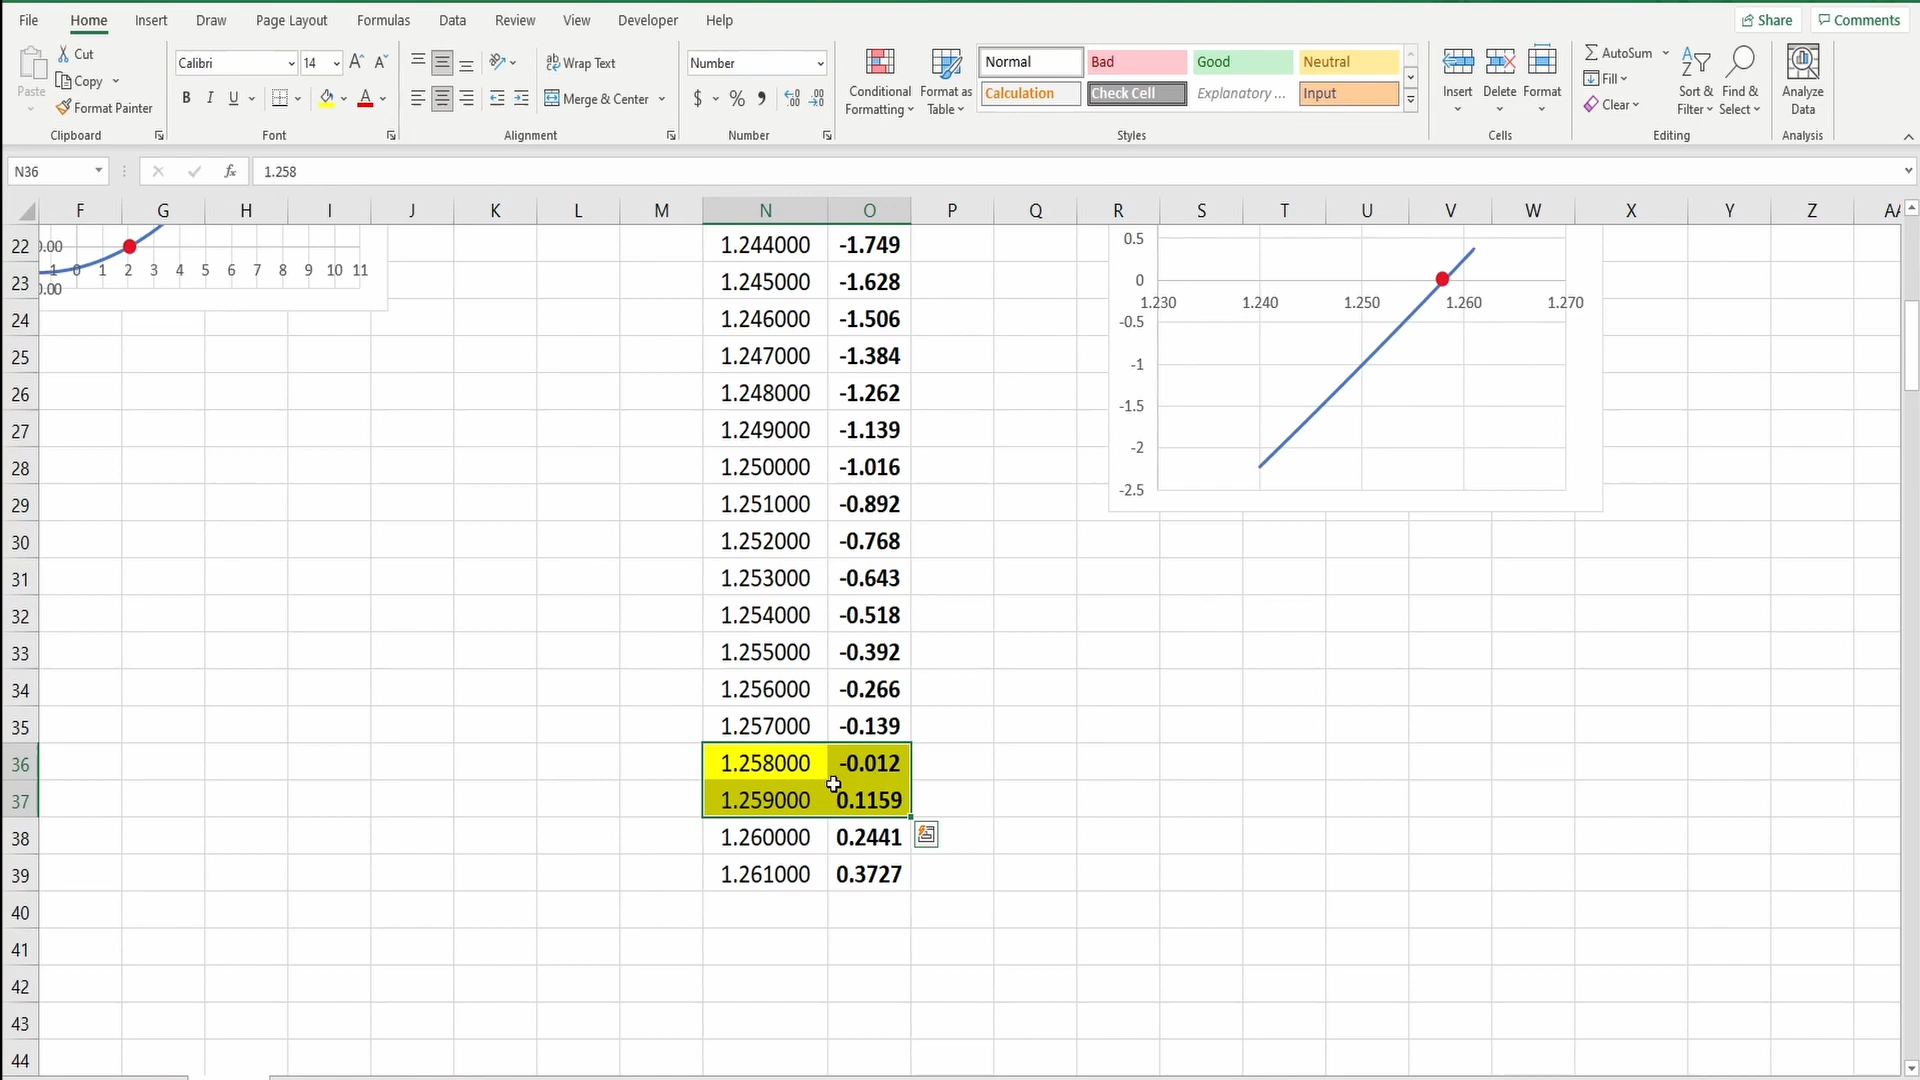 File Home Insert Draw Page Layout Formulas Data Review View Developer Help Share Comments
Paste Cut Copy Format Painter Clipboard
Calibri 14 A A B I U A Font
Wrap Text Merge & Center Alignment
Number $ % Number
Conditional Formatting Format as Table
Normal Bad Good Neutral
Calculation Check Cell Explanatory ... Input
Styles
Insert Delete Format Cells
AutoSum Fill Clear Sort & Filter Find & Select Editing
Analyze Data Analysis
N36 fx 1.258
F G H I J K L M N O P Q R S T U V W X Y Z AA
22 1.244000 -1.749
23 1.245000 -1.628
24 1.246000 -1.506
25 1.247000 -1.384
26 1.248000 -1.262
27 1.249000 -1.139
28 1.250000 -1.016
29 1.251000 -0.892
30 1.252000 -0.768
31 1.253000 -0.643
32 1.254000 -0.518
33 1.255000 -0.392
34 1.256000 -0.266
35 1.257000 -0.139
36 1.258000 -0.012
37 1.259000 0.1159
38 1.260000 0.2441
39 1.261000 0.3727
40
41
42
43
44
0.00
1 0 1 2 3 4 5 6 7 8 9 10 11
0.00
0.5
0
1.230 1.240 1.250 1.260 1.270
-0.5
-1
-1.5
-2
-2.5